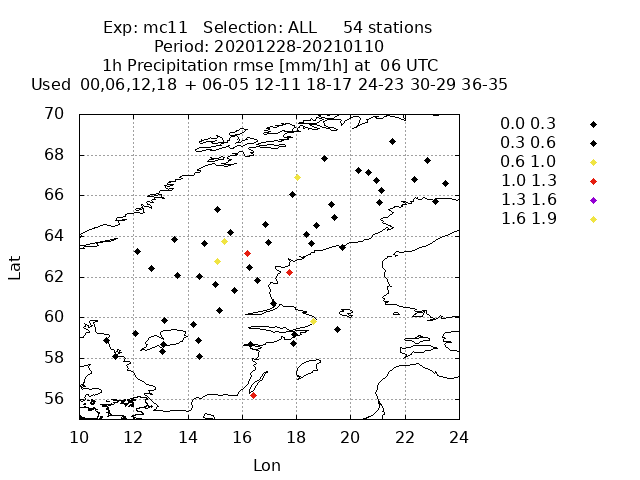 Exp: mc11 Selection: ALL 54 stations
Period: 20201228-20210110
1h Precipitation rmse [mm/1h] at 06 UTC
Used 00,06,12,18 + 06-05 12-11 18-17 24-23 30-29 36-35
70
68
66
64
62
60
58
56
Lat
10 12 14 16 18 20 22 24
Lon
0.0 0.3
0.3 0.6
0.6 1.0
1.0 1.3
1.3 1.6
1.6 1.9